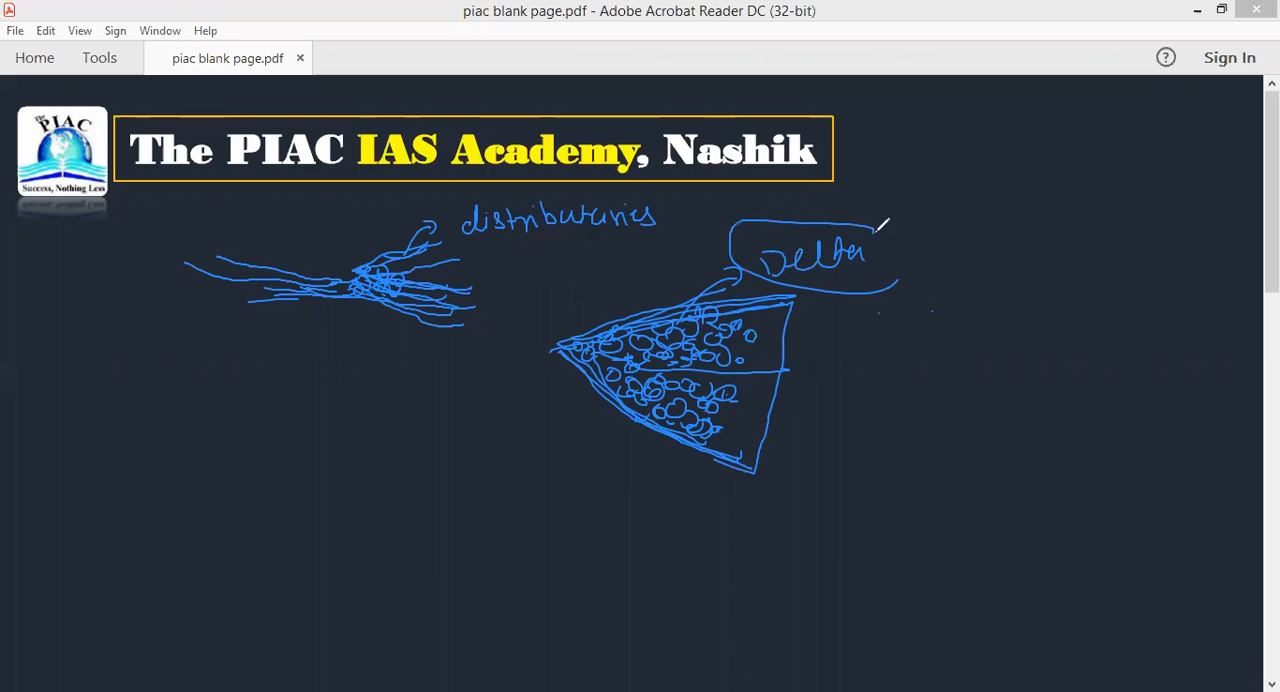 piac blank page.pdf - Adobe Acrobat Reader DC (32-bit)
File Edit View Sign Window Help
Home Tools piac blank page.pdf × ? Sign In
The PIAC
Success, Nothing Less
The PIAC IAS Academy, Nashik
distributaries
Delta